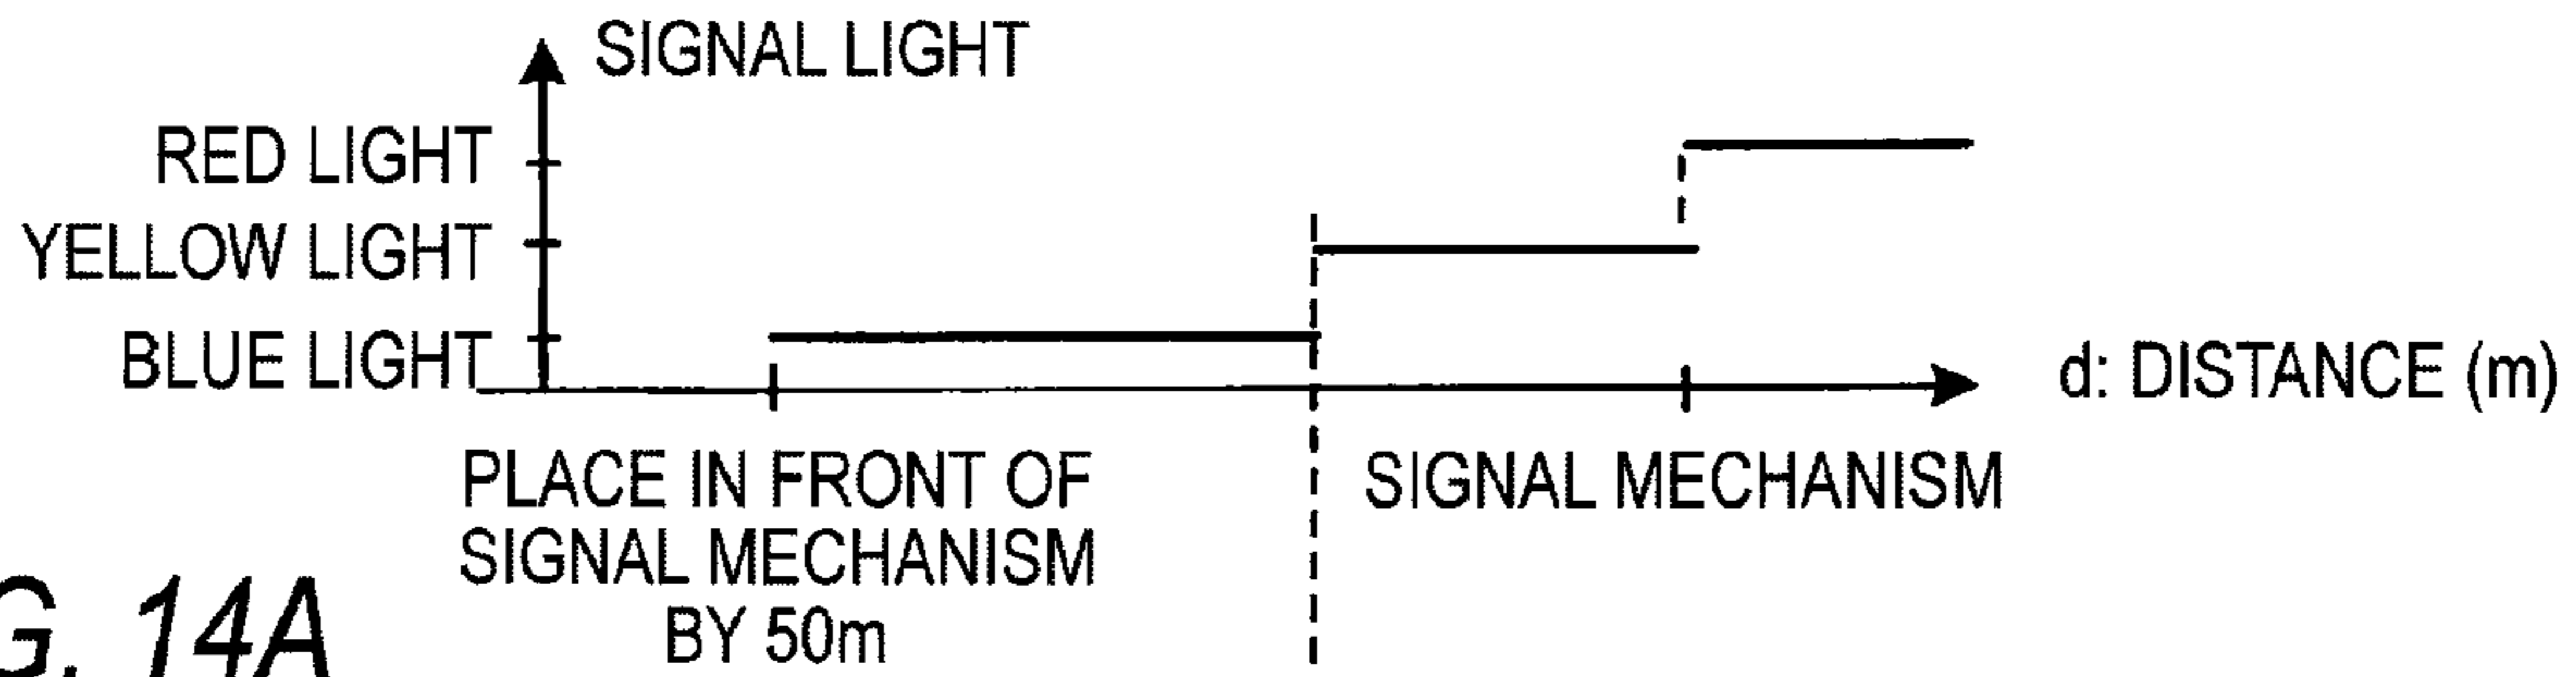 SIGNAL LIGHT
RED LIGHT
YELLOW LIGHT
BLUE LIGHT
d: DISTANCE (m)
PLACE IN FRONT OF
SIGNAL MECHANISM
BY 50m
SIGNAL MECHANISM
G. 14A